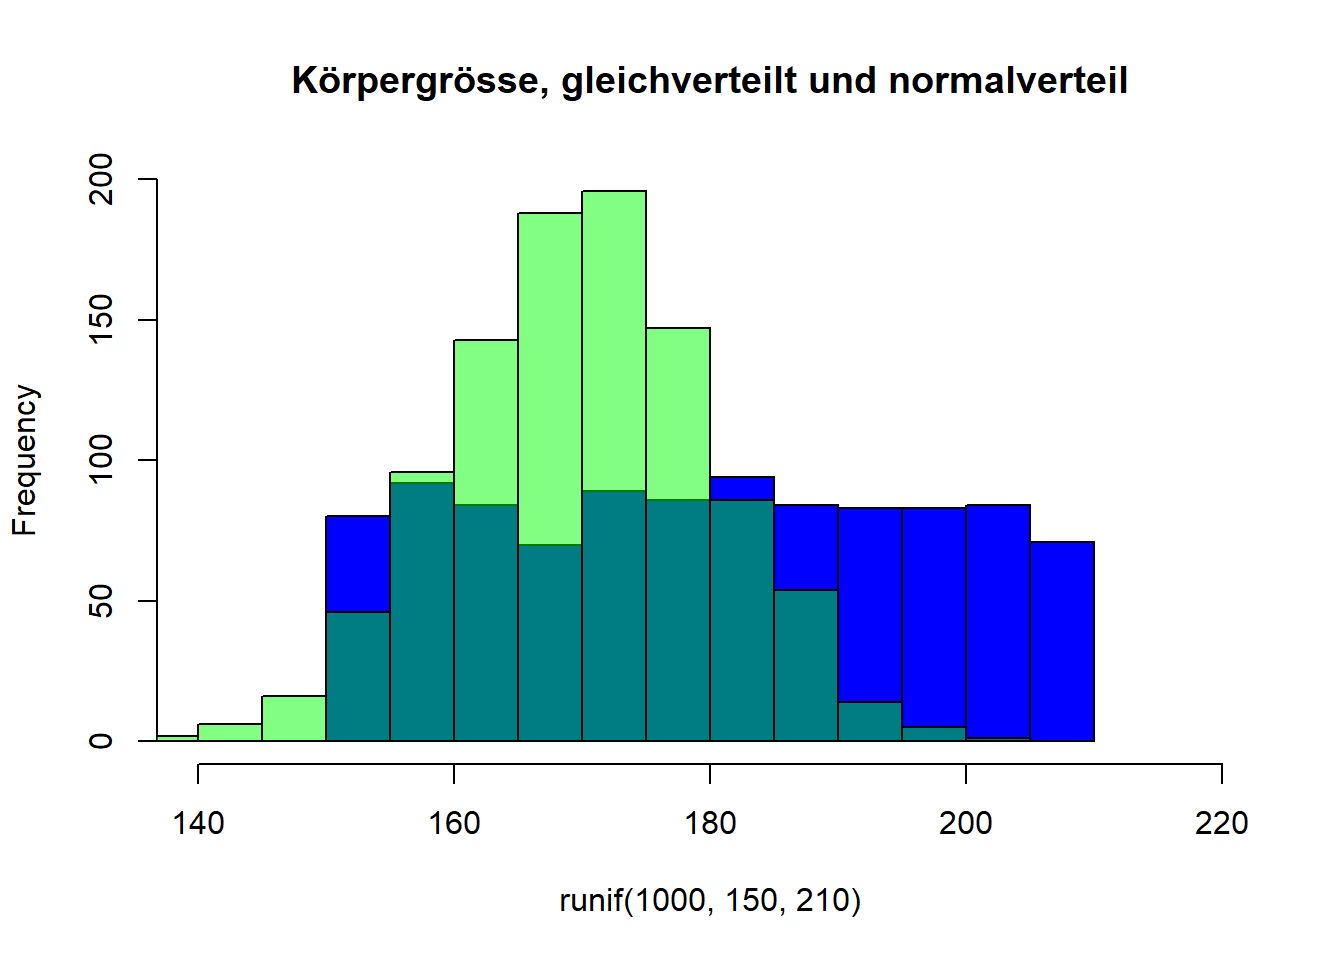 Körpergrösse, gleichverteilt und normalverteil
Frequency
200
150
100
50
0
140 160 180 200 220
runif(1000, 150, 210)